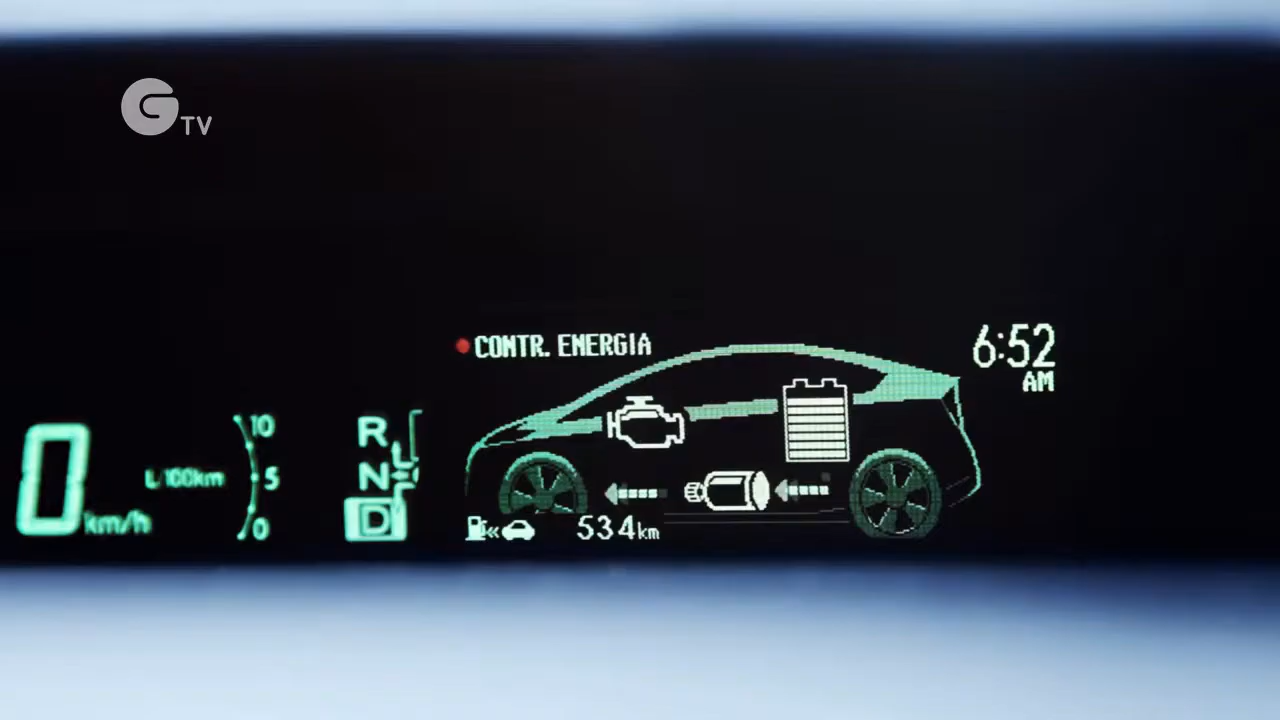 G TV
CONTR. ENERGIA
6:52
AM
10
R
L/100km
5
N
0
km/h
0
D
534km